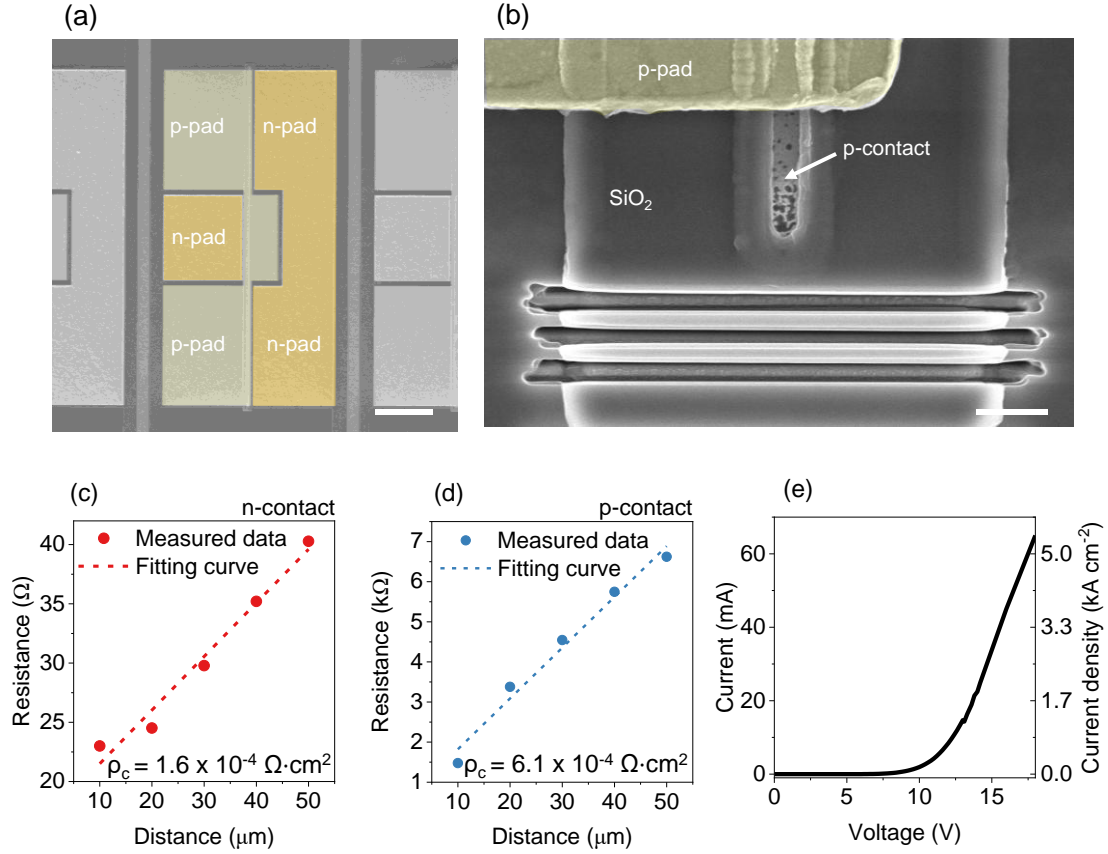 (a)
p-pad
n-pad
n-pad
p-pad
n-pad
(b)
p-pad
p-contact
SiO₂
(c)
n-contact
Measured data
Fitting curve
Resistance (Ω)
40
35
30
25
20
ρc = 1.6 x 10⁻⁴ Ω·cm²
10 20 30 40 50
Distance (μm)
(d)
p-contact
Measured data
Fitting curve
Resistance (kΩ)
7
6
5
4
3
2
1
ρc = 6.1 x 10⁻⁴ Ω·cm²
10 20 30 40 50
Distance (μm)
(e)
Current (mA)
60
40
20
0
5.0
3.3
1.7
0.0
Current density (kA cm⁻²)
0 5 10 15
Voltage (V)